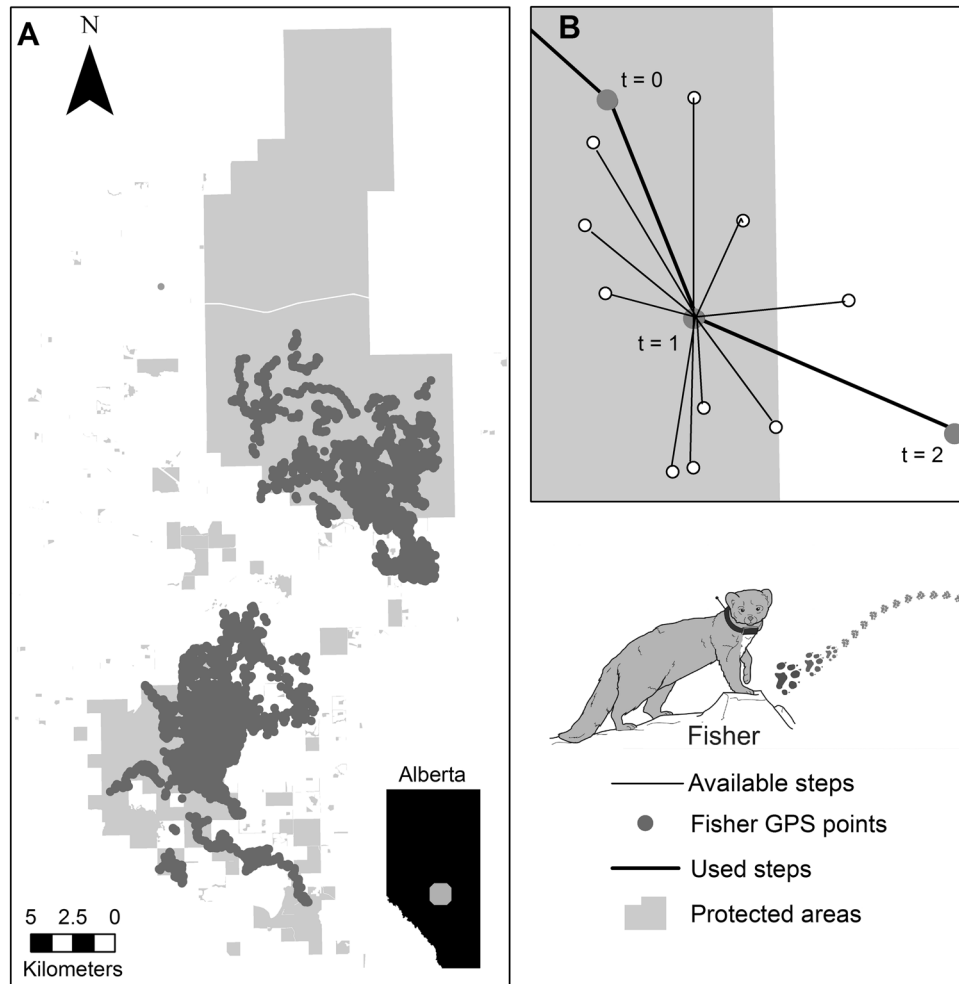 A
N
5 2.5 0
Kilometers
Alberta
B
t = 0
t = 1
t = 2
Fisher
Available steps
Fisher GPS points
Used steps
Protected areas